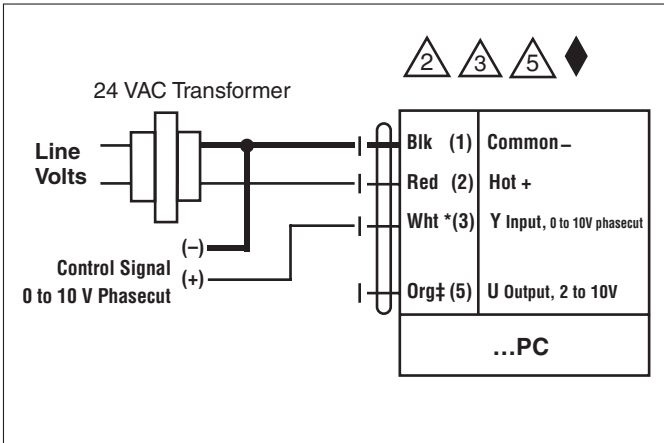 2 3 5
24 VAC Transformer
Line
Volts
Blk (1) Common –
Red (2) Hot +
Wht *(3) Y Input, 0 to 10V phasecut
(–)
Control Signal (+)
0 to 10 V Phasecut
Org‡ (5) U Output, 2 to 10V
...PC